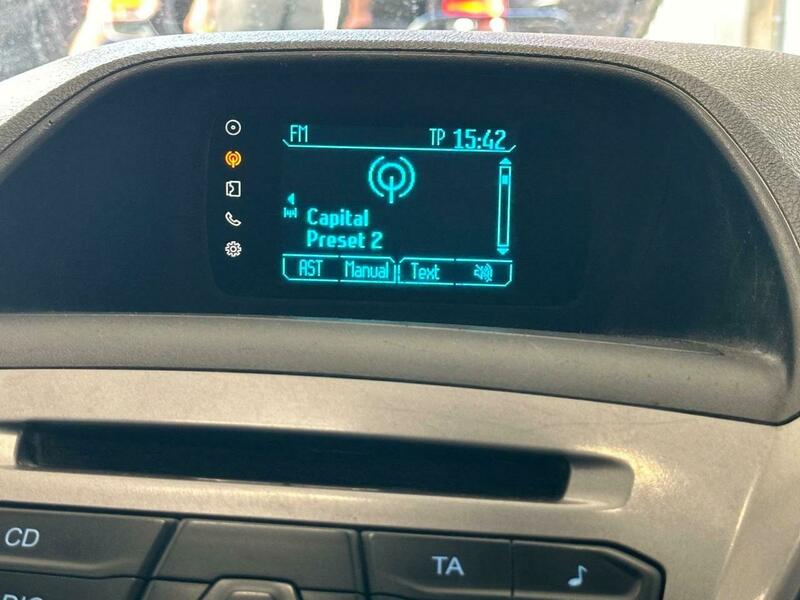 FM TP 15:42
Capital
Preset 2
AST Manual Text
CD
TA